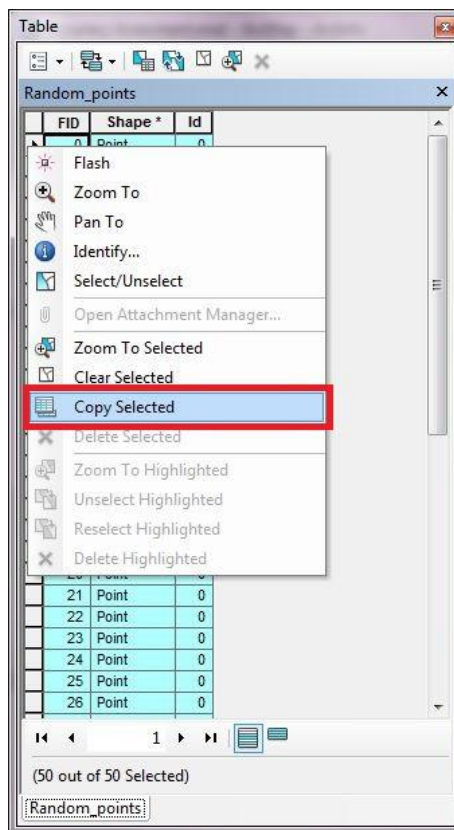 Table
Random_points
FID Shape * Id
0 Point 0
Flash
Zoom To
Pan To
Identify...
Select/Unselect
Open Attachment Manager...
Zoom To Selected
Clear Selected
Copy Selected
Delete Selected
Zoom To Highlighted
Unselect Highlighted
Reselect Highlighted
Delete Highlighted
20 Point 0
21 Point 0
22 Point 0
23 Point 0
24 Point 0
25 Point 0
26 Point 0
1
(50 out of 50 Selected)
Random_points